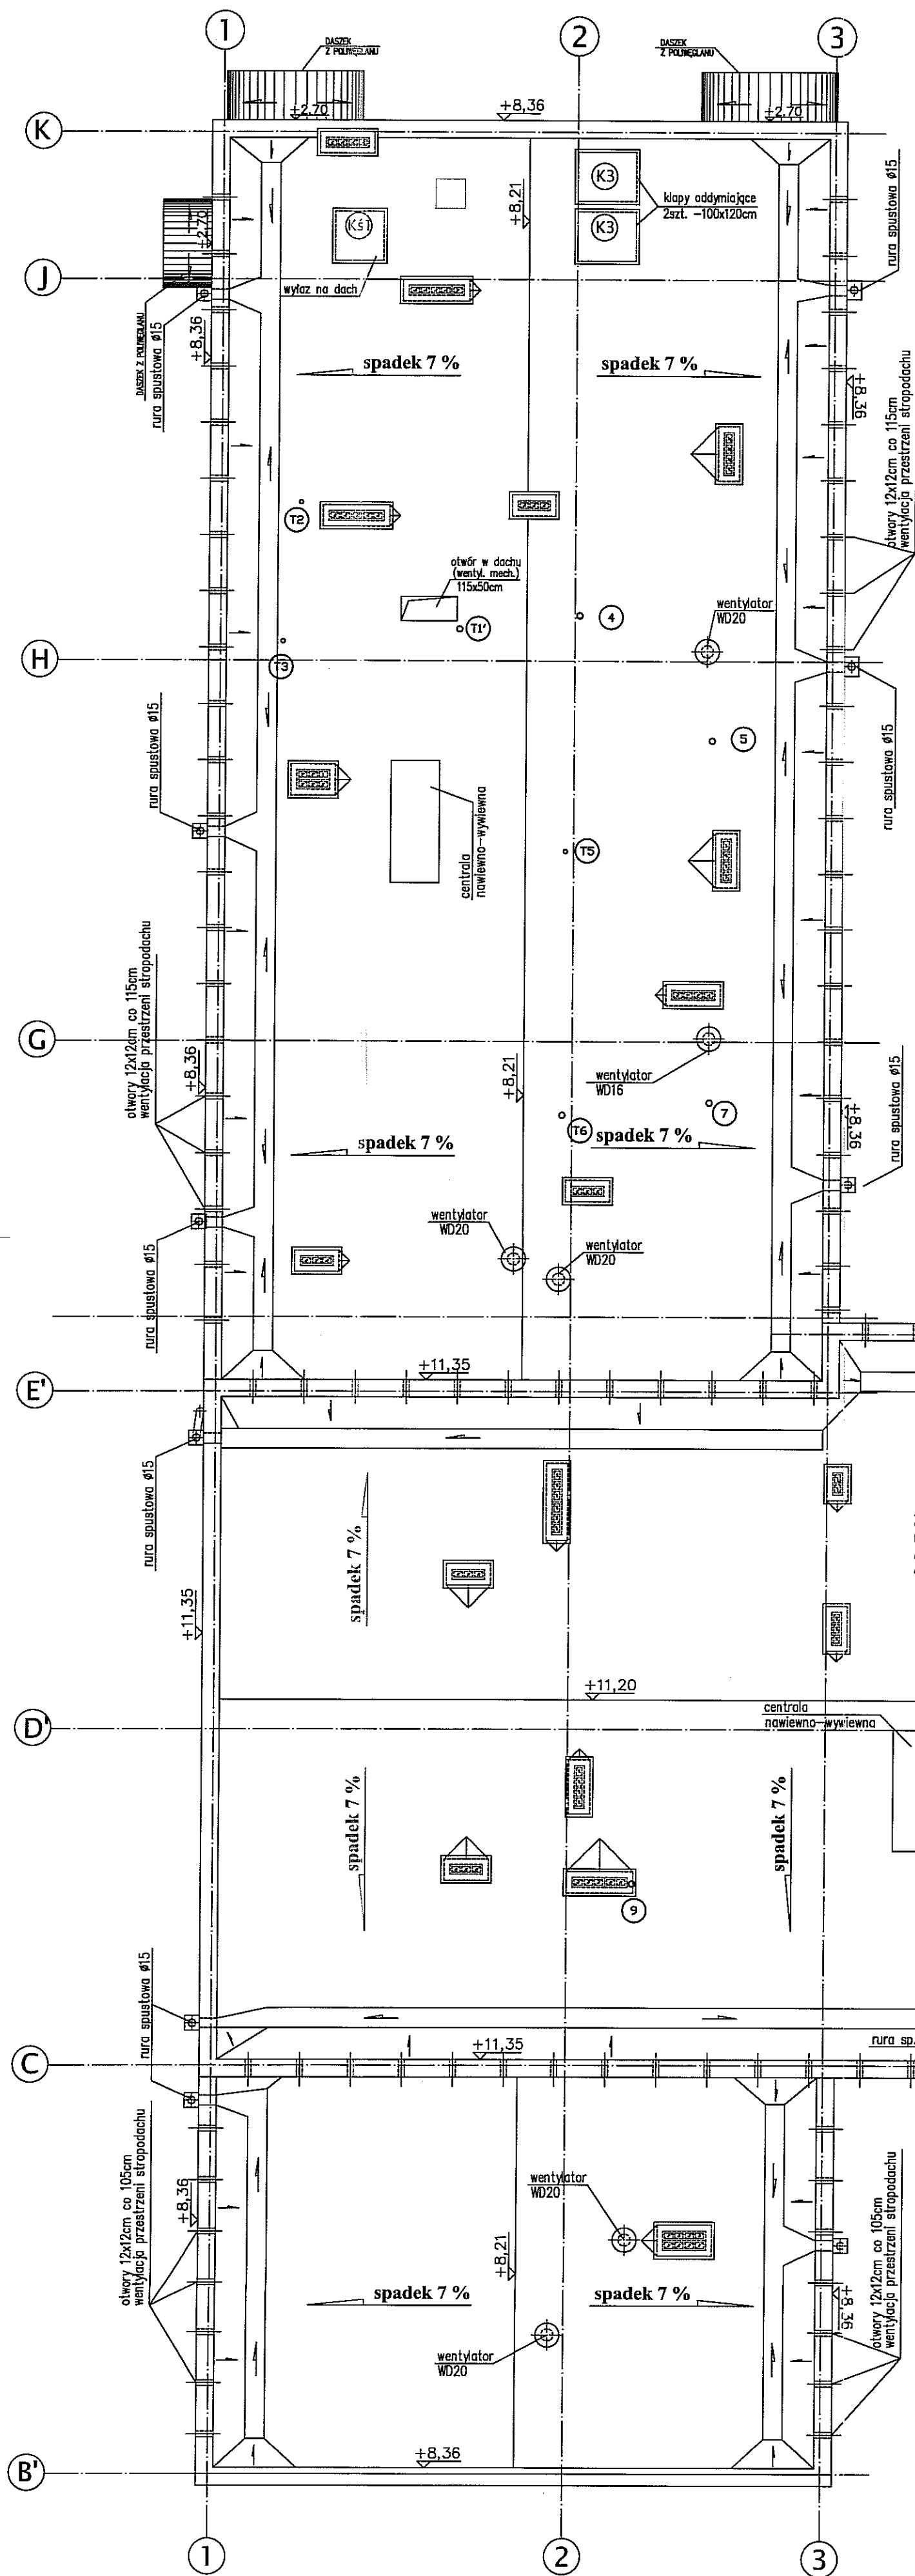 1
2
3
DASZEK
Z POLIWĘGLANU
DASZEK
Z POLIWĘGLANU
+2,70
+8,36
+2,70
K
K3
K3
klapy oddymiające
2szt. -100x120cm
rura spustowa ø15
+8,21
Kś1
+2,70
J
wyłaz na dach
DASZEK Z POLIWĘGLANU
rura spustowa ø15
+8,36
spadek 7 %
spadek 7 %
+8,36
otwory 12x12cm co 115cm
wentylacja przestrzeni stropodachu
T2
otwór w dachu
(wentyl. mech.)
115x50cm
T1'
4
wentylator
WD20
H
T3
rura spustowa ø15
rura spustowa ø15
5
centrala
nawiewno-wywiewna
T5
otwory 12x12cm co 115cm
wentylacja przestrzeni stropodachu
G
+8,36
+8,21
wentylator
WD16
rura spustowa ø15
T6
7
+8,36
spadek 7 %
spadek 7 %
wentylator
WD20
wentylator
WD20
rura spustowa ø15
+11,35
E'
rura spustowa ø15
spadek 7 %
+11,35
+11,20
centrala
nawiewno-wywiewna
D'
spadek 7 %
spadek 7 %
9
rura spustowa ø15
+11,35
rura sp.
C
otwory 12x12cm co 105cm
wentylacja przestrzeni stropodachu
+8,36
wentylator
WD20
+8,21
otwory 12x12cm co 105cm
wentylacja przestrzeni stropodachu
+8,36
spadek 7 %
spadek 7 %
wentylator
WD20
+8,36
B'
1
2
3